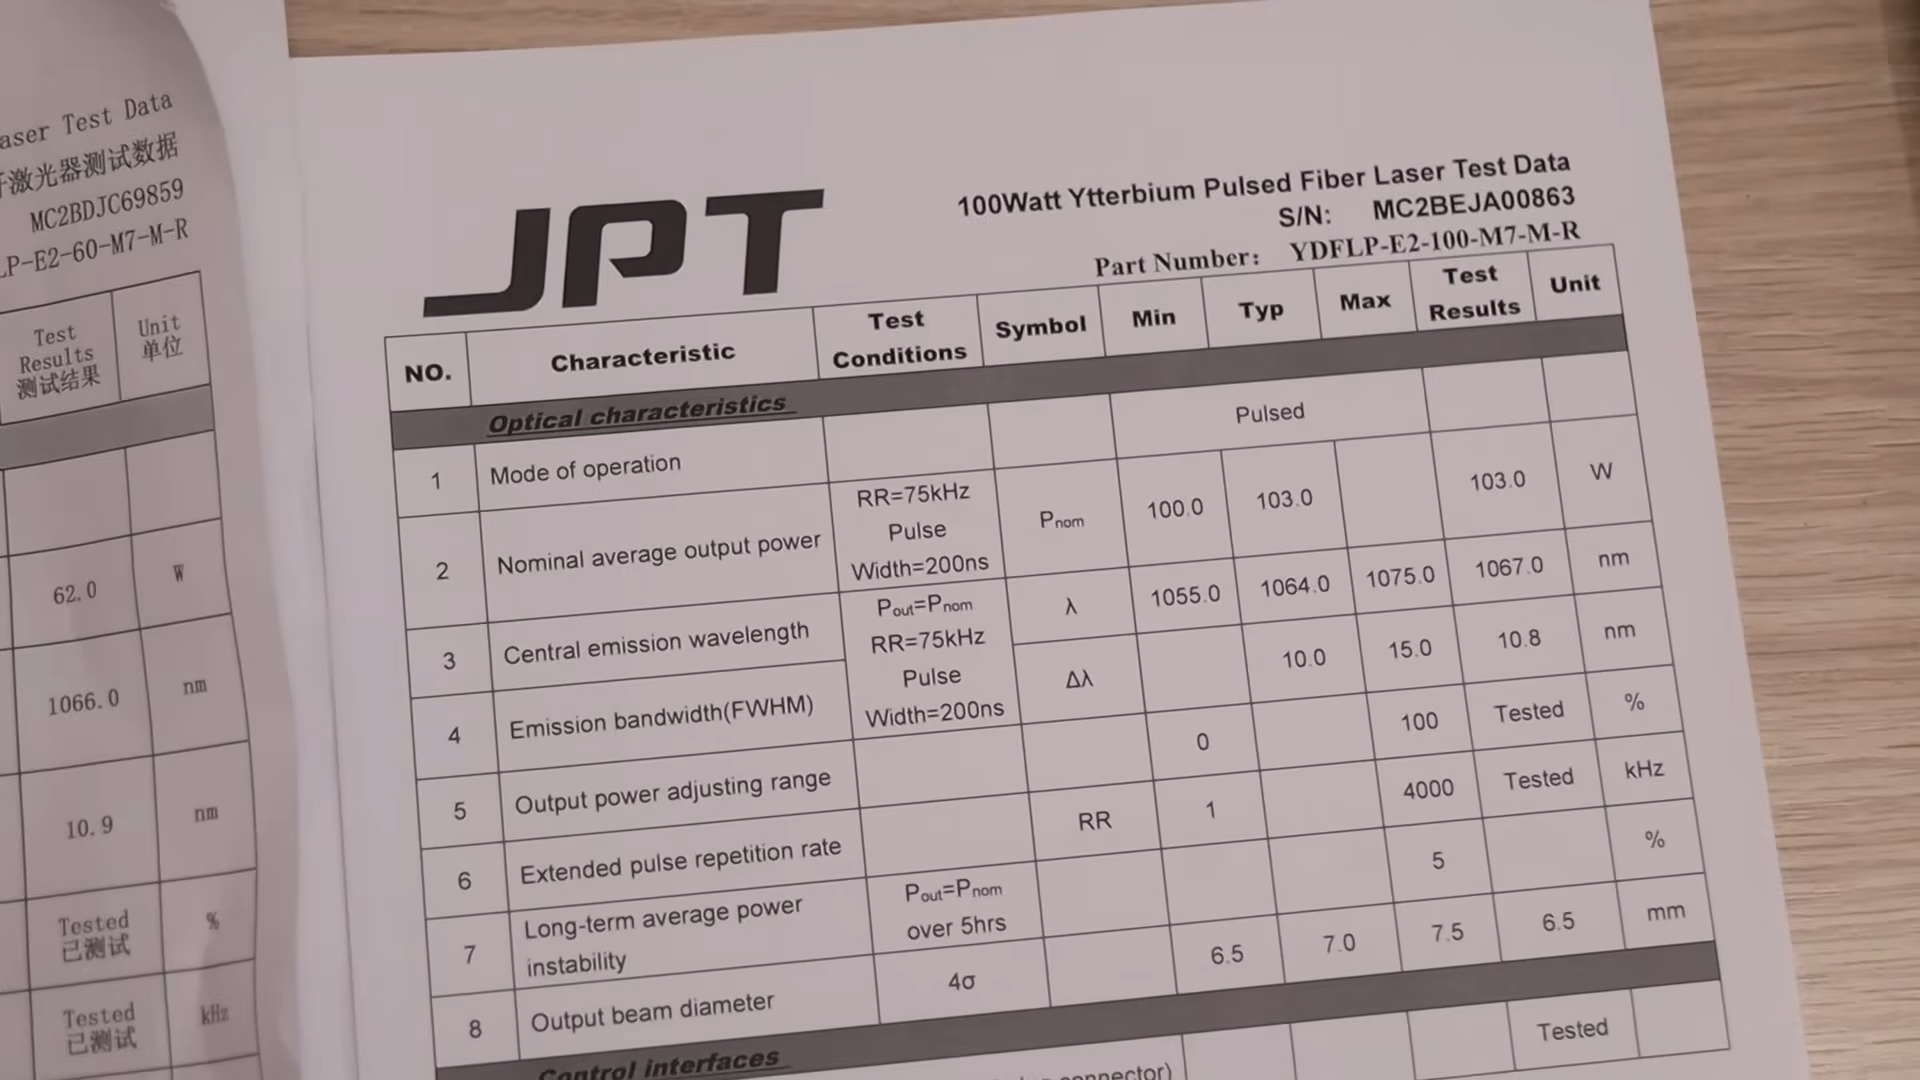 aser Test Data
激光器测试数据
MC2BDJC69859
LP-E2-60-M7-M-R
Test Results 测试结果
Unit 单位
62.0 W
1066.0 nm
10.9 nm
Tested 已测试 %
Tested 已测试 kHz
JPT
100Watt Ytterbium Pulsed Fiber Laser Test Data
S/N: MC2BEJA00863
Part Number: YDFLP-E2-100-M7-M-R
NO. Characteristic Test Conditions Symbol Min Typ Max Test Results Unit
Optical characteristics
1 Mode of operation Pulsed
2 Nominal average output power RR=75kHz Pulse Width=200ns Pnom 100.0 103.0 103.0 W
3 Central emission wavelength Pout=Pnom RR=75kHz Pulse Width=200ns λ 1055.0 1064.0 1075.0 1067.0 nm
4 Emission bandwidth(FWHM) Δλ 10.0 15.0 10.8 nm
5 Output power adjusting range 0 100 Tested %
6 Extended pulse repetition rate RR 1 4000 Tested kHz
7 Long-term average power instability Pout=Pnom over 5hrs 5 %
8 Output beam diameter 4σ 6.5 7.0 7.5 6.5 mm
Control interfaces
connector) Tested